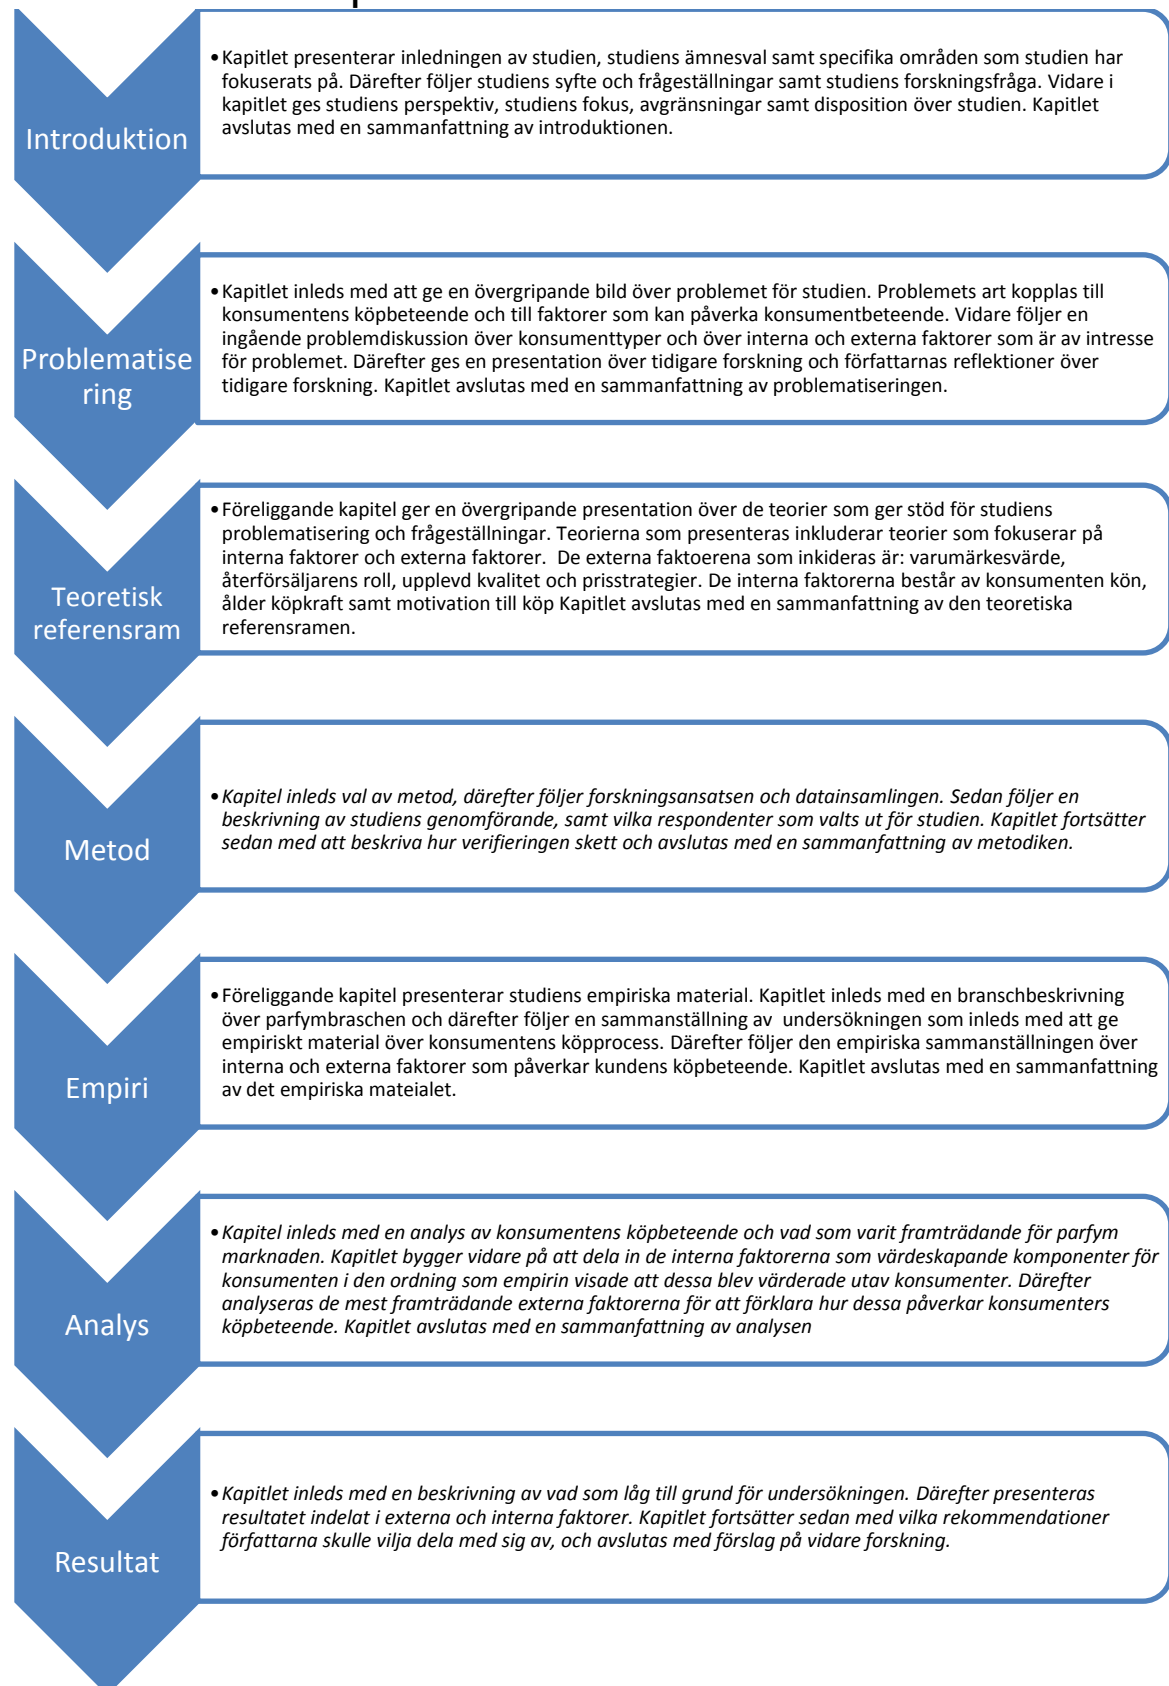 Introduktion
•Kapitlet presenterar inledningen av studien, studiens ämnesval samt specifika områden som studien har
fokuserats på. Därefter följer studiens syfte och frågeställningar samt studiens forskningsfråga. Vidare i
kapitlet ges studiens perspektiv, studiens fokus, avgränsningar samt disposition över studien. Kapitlet
avslutas med en sammanfattning av introduktionen.
Problematise
ring
•Kapitlet inleds med att ge en övergripande bild över problemet för studien. Problemets art kopplas till
konsumentens köpbeteende och till faktorer som kan påverka konsumentbeteende. Vidare följer en
ingående problemdiskussion över konsumenttyper och över interna och externa faktorer som är av intresse
för problemet. Därefter ges en presentation över tidigare forskning och författarnas reflektioner över
tidigare forskning. Kapitlet avslutas med en sammanfattning av problematiseringen.
Teoretisk
referensram
•Föreliggande kapitel ger en övergripande presentation över de teorier som ger stöd för studiens
problematisering och frågeställningar. Teorierna som presenteras inkluderar teorier som fokuserar på
interna faktorer och externa faktorer.  De externa faktoerena som inkideras är: varumärkesvärde,
återförsäljarens roll, upplevd kvalitet och prisstrategier. De interna faktorerna består av konsumenten kön,
ålder köpkraft samt motivation till köp Kapitlet avslutas med en sammanfattning av den teoretiska
referensramen.
Metod
•Kapitel inleds val av metod, därefter följer forskningsansatsen och datainsamlingen. Sedan följer en
beskrivning av studiens genomförande, samt vilka respondenter som valts ut för studien. Kapitlet fortsätter
sedan med att beskriva hur verifieringen skett och avslutas med en sammanfattning av metodiken.
Empiri
•Föreliggande kapitel presenterar studiens empiriska material. Kapitlet inleds med en branschbeskrivning
över parfymbraschen och därefter följer en sammanställning av  undersökningen som inleds med att ge
empiriskt material över konsumentens köpprocess. Därefter följer den empiriska sammanställningen över
interna och externa faktorer som påverkar kundens köpbeteende. Kapitlet avslutas med en sammanfattning
av det empiriska mateialet.
Analys
•Kapitel inleds med en analys av konsumentens köpbeteende och vad som varit framträdande för parfym
marknaden. Kapitlet bygger vidare på att dela in de interna faktorerna som värdeskapande komponenter för
konsumenten i den ordning som empirin visade att dessa blev värderade utav konsumenter. Därefter
analyseras de mest framträdande externa faktorerna för att förklara hur dessa påverkar konsumenters
köpbeteende. Kapitlet avslutas med en sammanfattning av analysen
Resultat
•Kapitlet inleds med en beskrivning av vad som låg till grund för undersökningen. Därefter presenteras
resultatet indelat i externa och interna faktorer. Kapitlet fortsätter sedan med vilka rekommendationer
författarna skulle vilja dela med sig av, och avslutas med förslag på vidare forskning.